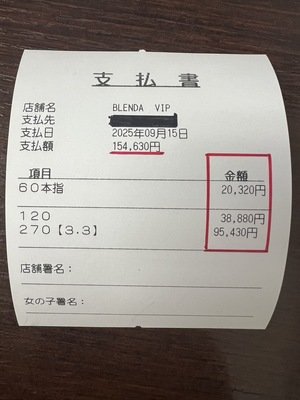 支払書
店舗名 BLENDA VIP
支払先
支払日 2025年09月15日
支払額 154,630円
項目 金額
60本指 20,320円
120 38,880円
270【3.3】 95,430円
店舗署名：
女の子署名：